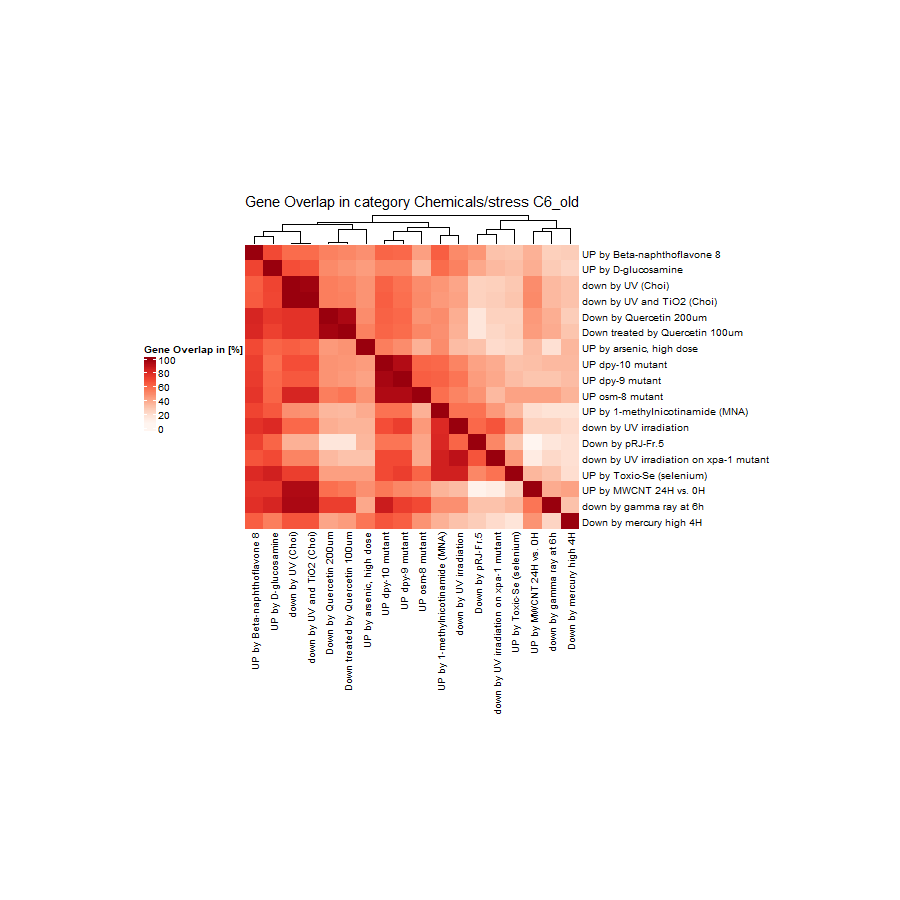 Gene Overlap in category Chemicals/stress C6_old
UP by Beta-naphthoflavone 8
UP by D-glucosamine
down by UV (Choi)
down by UV and TiO2 (Choi)
Down by Quercetin 200um
Down treated by Quercetin 100um
UP by arsenic, high dose
UP dpy-10 mutant
UP dpy-9 mutant
UP osm-8 mutant
UP by 1-methylnicotinamide (MNA)
down by UV irradiation
Down by pRJ-Fr.5
down by UV irradiation on xpa-1 mutant
UP by Toxic-Se (selenium)
UP by MWCNT 24H vs. 0H
down by gamma ray at 6h
Down by mercury high 4H
Gene Overlap in [%]
100
80
60
40
20
0
UP by Beta-naphthoflavone 8
UP by D-glucosamine
down by UV (Choi)
down by UV and TiO2 (Choi)
Down by Quercetin 200um
Down treated by Quercetin 100um
UP by arsenic, high dose
UP dpy-10 mutant
UP dpy-9 mutant
UP osm-8 mutant
UP by 1-methylnicotinamide (MNA)
down by UV irradiation
Down by pRJ-Fr.5
down by UV irradiation on xpa-1 mutant
UP by Toxic-Se (selenium)
UP by MWCNT 24H vs. 0H
down by gamma ray at 6h
Down by mercury high 4H